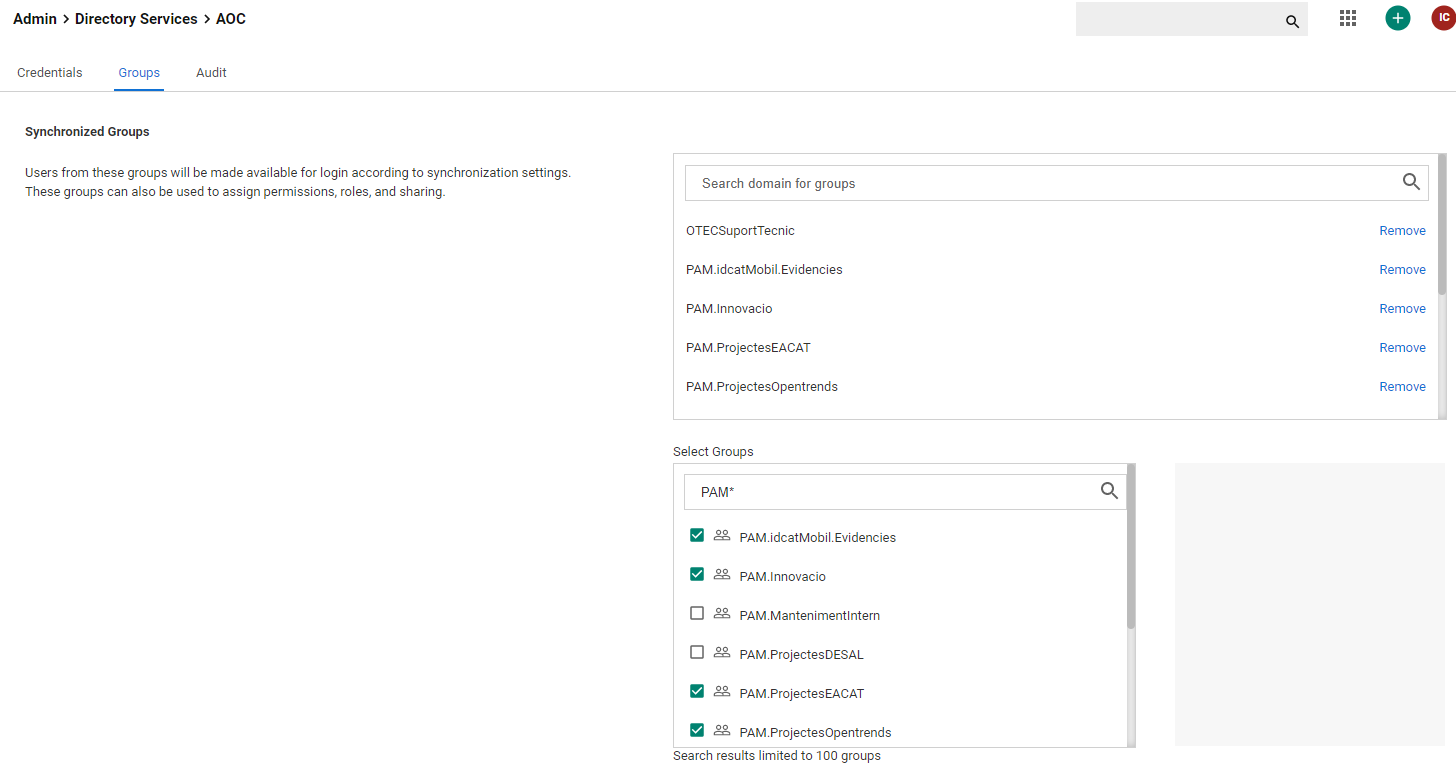 Admin > Directory Services > AOC
IC
Credentials Groups Audit
Synchronized Groups
Users from these groups will be made available for login according to synchronization settings.
These groups can also be used to assign permissions, roles, and sharing.
Search domain for groups
OTECSuportTecnic Remove
PAM.idcatMobil.Evidencies Remove
PAM.Innovacio Remove
PAM.ProjectesEACAT Remove
PAM.ProjectesOpentrends Remove
Select Groups
PAM*
PAM.idcatMobil.Evidencies
PAM.Innovacio
PAM.MantenimentIntern
PAM.ProjectesDESAL
PAM.ProjectesEACAT
PAM.ProjectesOpentrends
Search results limited to 100 groups